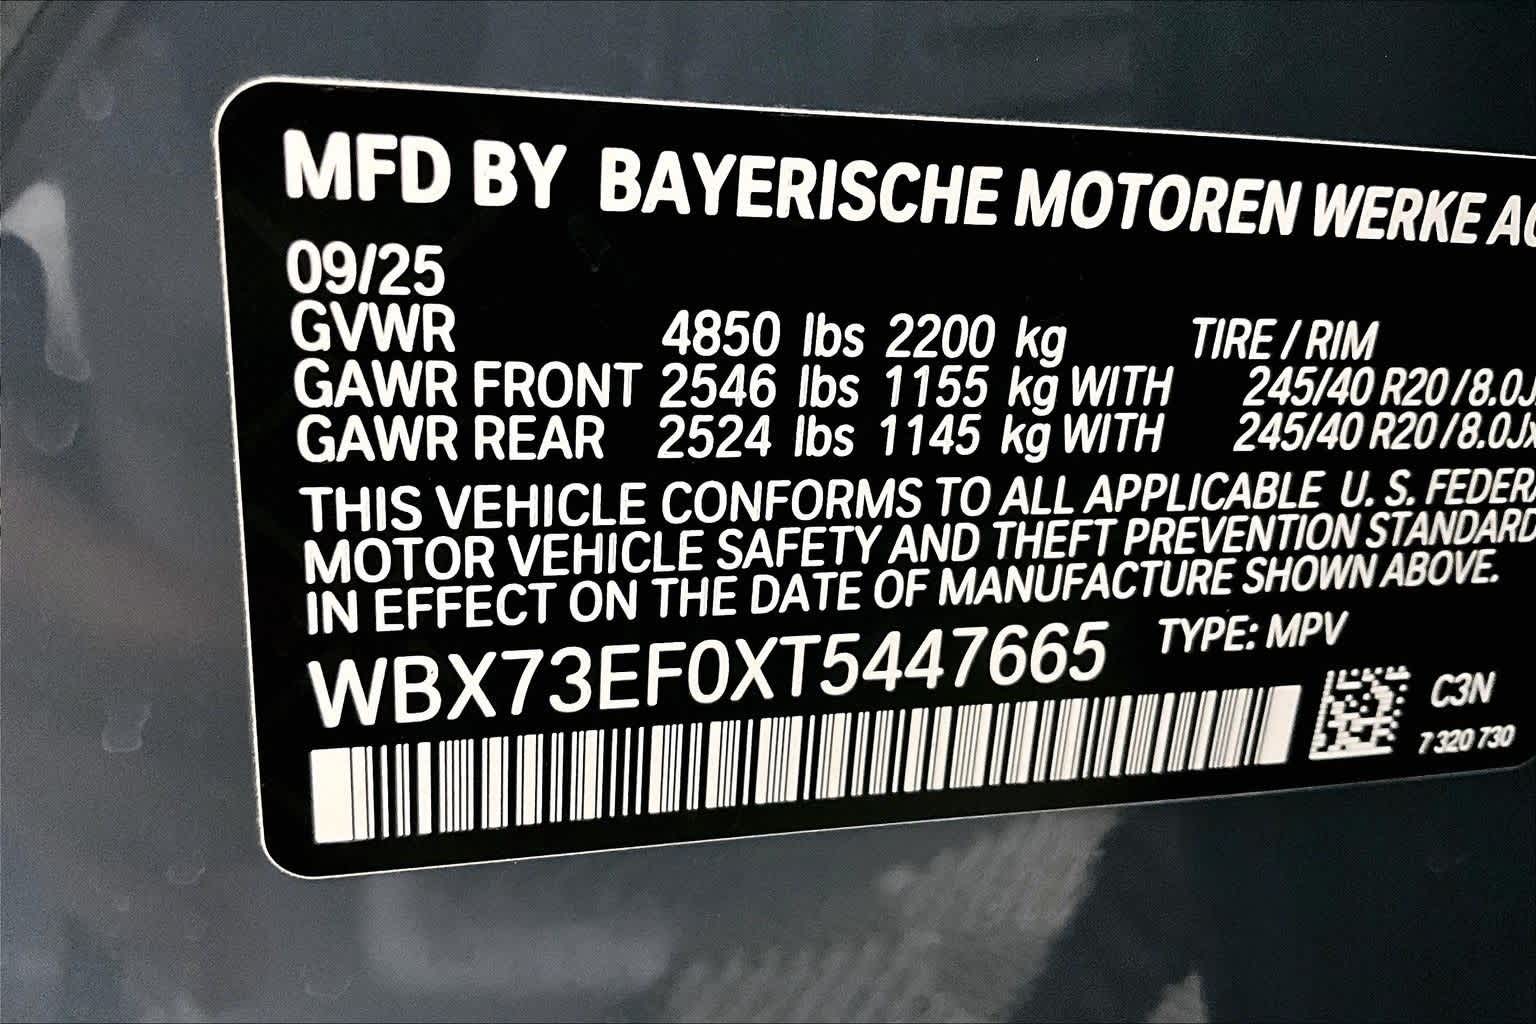 MFD BY BAYERISCHE MOTOREN WERKE AG
09/25
GVWR 4850 lbs 2200 kg TIRE / RIM
GAWR FRONT 2546 lbs 1155 kg WITH 245/40 R20 / 8.0J
GAWR REAR 2524 lbs 1145 kg WITH 245/40 R20 / 8.0Jx
THIS VEHICLE CONFORMS TO ALL APPLICABLE U. S. FEDERA
MOTOR VEHICLE SAFETY AND THEFT PREVENTION STANDARD
IN EFFECT ON THE DATE OF MANUFACTURE SHOWN ABOVE.
WBX73EF0XT5447665 TYPE: MPV
C3N
7 320 730